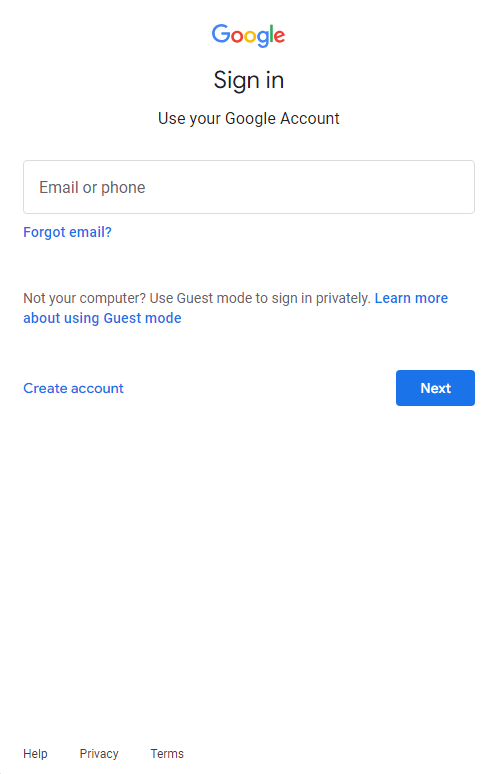 Google
Sign in
Use your Google Account
Email or phone
Forgot email?
Not your computer? Use Guest mode to sign in privately. Learn more
about using Guest mode
Create account
Next
Help
Privacy
Terms